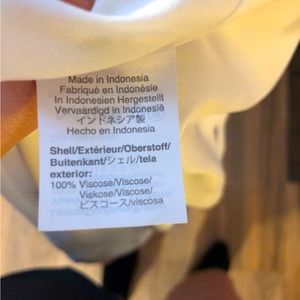 Made in Indonesia
Fabriqué en Indonésie
In Indonesien Hergestellt
Vervaardigd in Indonesië
インドネシア製
Hecho en Indonesia
Shell/Extérieur/Oberstoff/
Buitenkant/シェル/tela
exterior:
100% Viscose/Viscose/
Viskose/Viscose/
ビスコース/viscosa